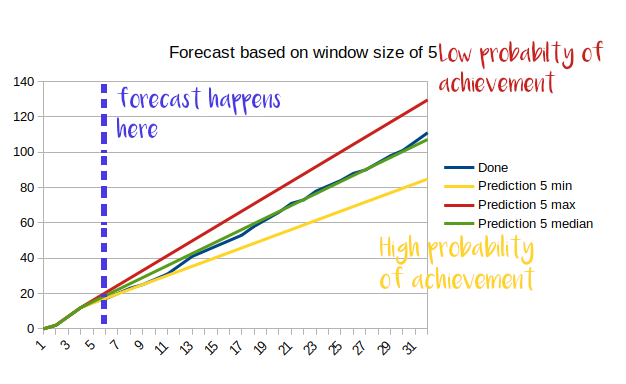 Forecast based on window size of 5
Low probabilty of
achievement
140
120
100
80
60
40
20
0
forecast happens
here
Done
Prediction 5 min
Prediction 5 max
Prediction 5 median
High probability
of achievement
1 3 5 7 9 11 13 15 17 19 21 23 25 27 29 31